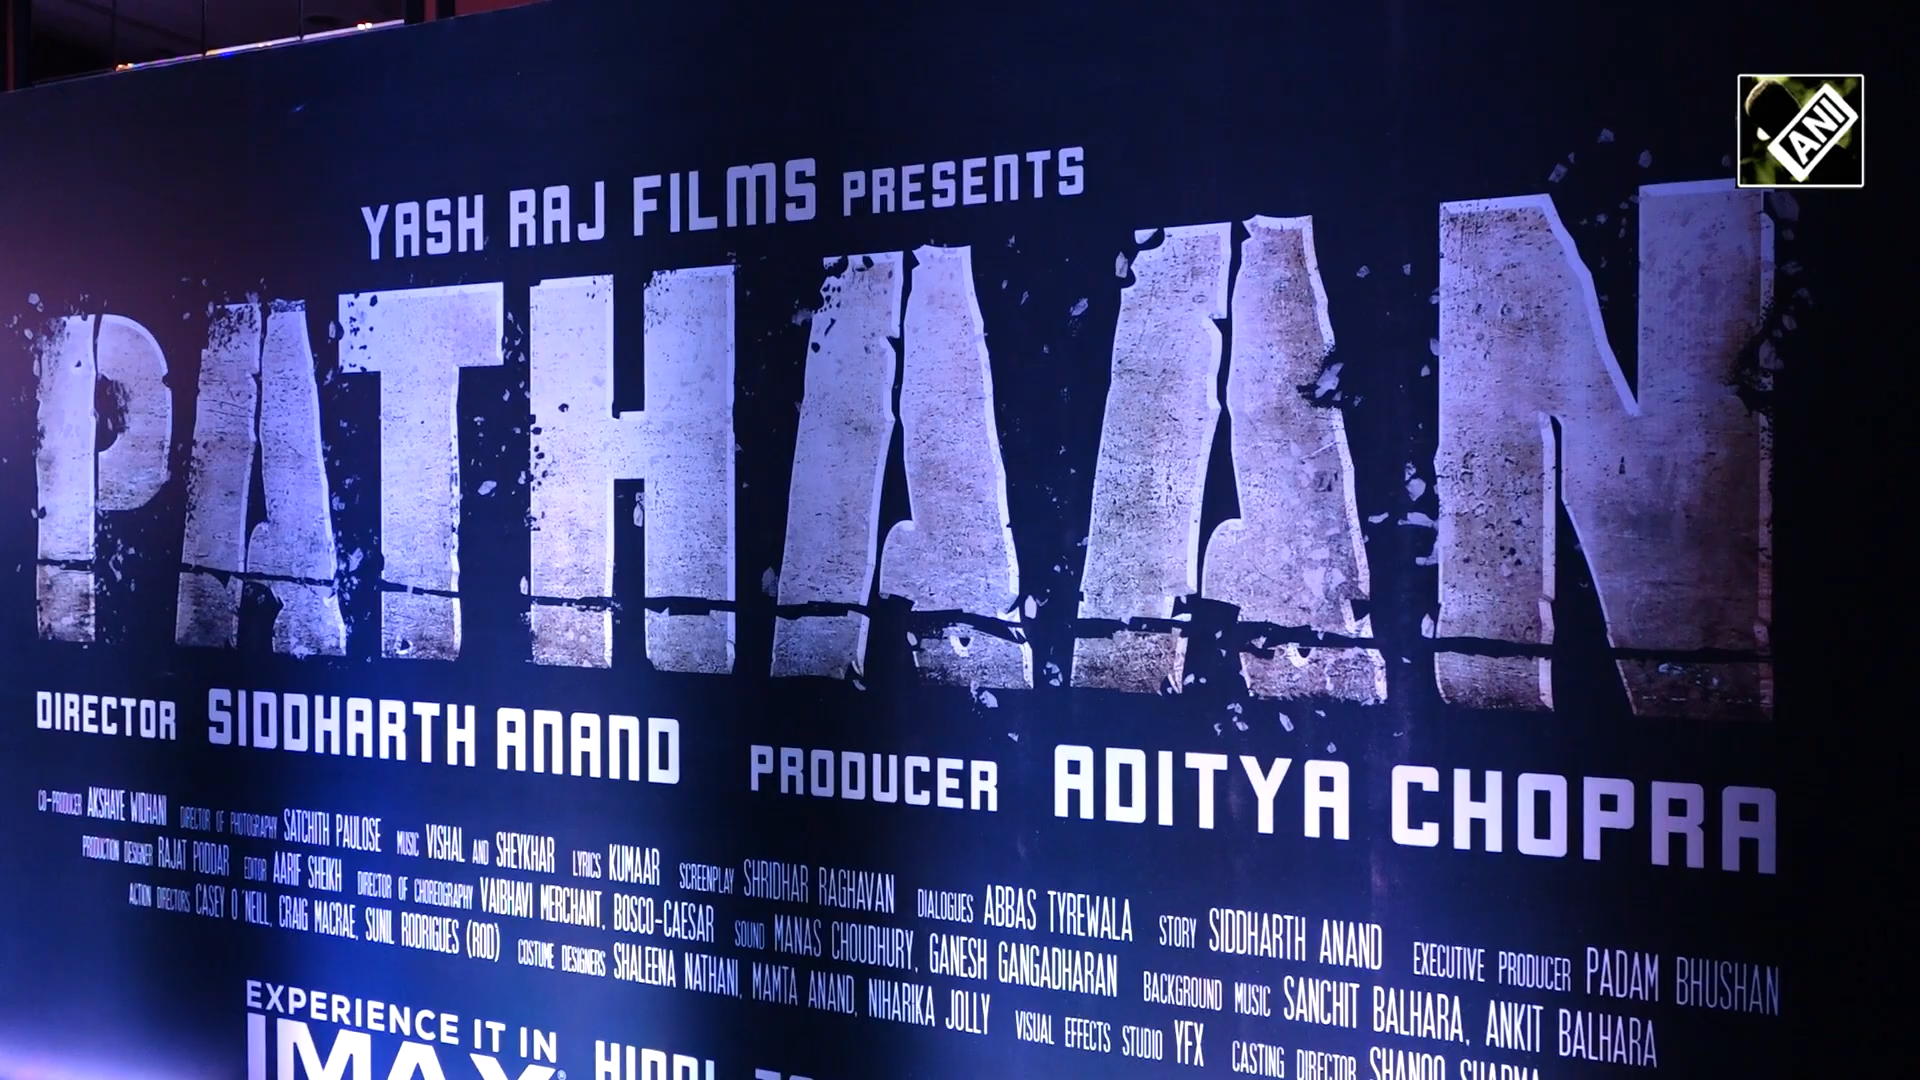 ANI
YASH RAJ FILMS PRESENTS
PATHAAN
DIRECTOR SIDDHARTH ANAND PRODUCER ADITYA CHOPRA
CO-PRODUCER AKSHAYE WIDHANI DIRECTOR OF PHOTOGRAPHY SATCHITH PAULOSE MUSIC VISHAL AND SHEYKHAR LYRICS KUMAAR SCREENPLAY SHRIDHAR RAGHAVAN DIALOGUES ABBAS TYREWALA STORY SIDDHARTH ANAND EXECUTIVE PRODUCER PADAM BHUSHAN
PRODUCTION DESIGNER RAJAT PODDAR EDITOR AARIF SHEIKH DIRECTOR OF CHOREOGRAPHY VAIBHAVI MERCHANT, BOSCO-CAESAR SOUND MANAS CHOUDHURY, GANESH GANGADHARAN BACKGROUND MUSIC SANCHIT BALHARA, ANKIT BALHARA
ACTION DIRECTORS CASEY O'NEILL, CRAIG MACRAE, SUNIL RODRIGUES (ROD) COSTUME DESIGNERS SHALEENA NATHANI, MAMTA ANAND, NIHARIKA JOLLY VISUAL EFFECTS STUDIO YFX CASTING DIRECTOR SHANOO SHARMA
EXPERIENCE IT IN
IMAX® HINDI